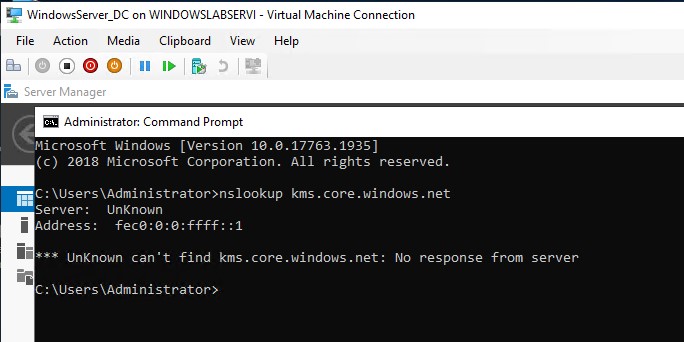 WindowsServer_DC on WINDOWSLABSERVI - Virtual Machine Connection
File Action Media Clipboard View Help
Server Manager
Administrator: Command Prompt
Microsoft Windows [Version 10.0.17763.1935]
(c) 2018 Microsoft Corporation. All rights reserved.
C:\Users\Administrator>nslookup kms.core.windows.net
Server:  UnKnown
Address:  fec0:0:0:ffff::1
*** UnKnown can't find kms.core.windows.net: No response from server
C:\Users\Administrator>